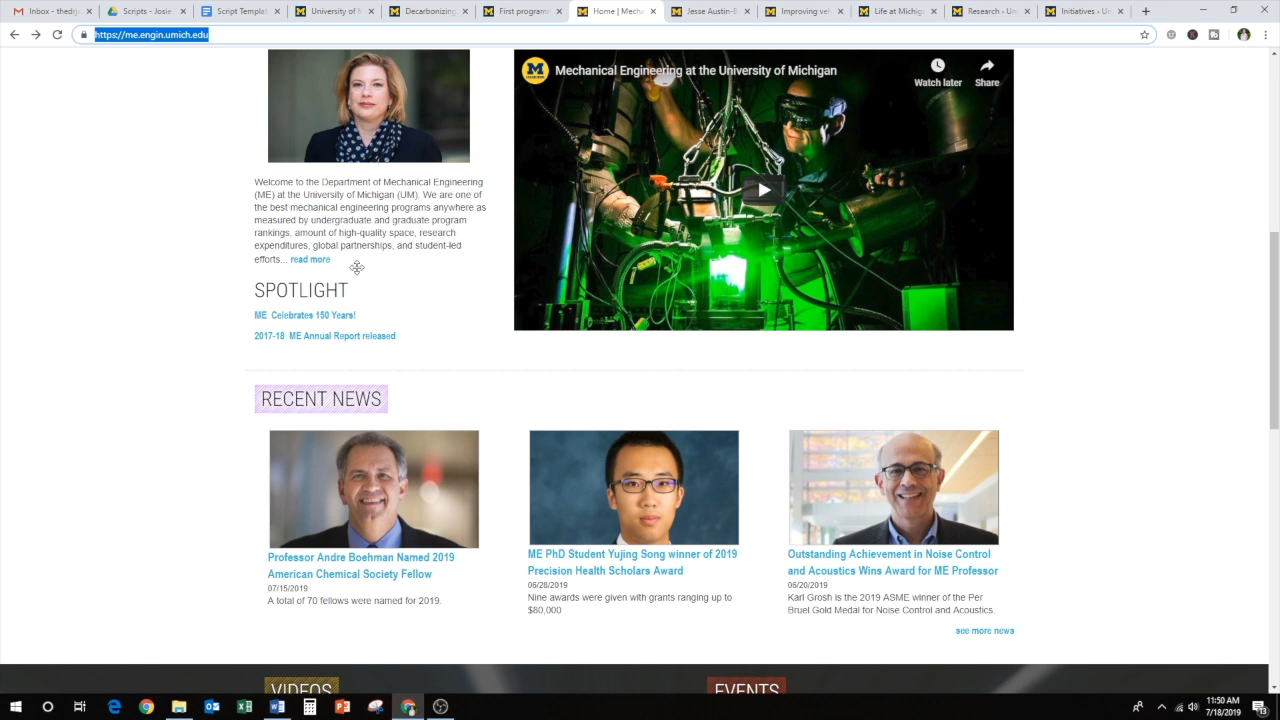 Inbox - thedrj
Scripts - Josie
Script Templat
University of M
Decarbonizing
First program
Home | Mecha
Jesse Austin-B
Improving veh
Life at Michig
Research ‹ Un
Initiatives ‹ Un
https://me.engin.umich.edu
Welcome to the Department of Mechanical Engineering
(ME) at the University of Michigan (UM). We are one of
the best mechanical engineering programs anywhere as
measured by undergraduate and graduate program
rankings, amount of high-quality space, research
expenditures, global partnerships, and student-led
efforts... read more
SPOTLIGHT
ME Celebrates 150 Years!
2017-18 ME Annual Report released
M
Mechanical Engineering at the University of Michigan
Watch later
Share
RECENT NEWS
Professor Andre Boehman Named 2019
American Chemical Society Fellow
07/15/2019
A total of 70 fellows were named for 2019.
ME PhD Student Yujing Song winner of 2019
Precision Health Scholars Award
06/28/2019
Nine awards were given with grants ranging up to
$80,000
Outstanding Achievement in Noise Control
and Acoustics Wins Award for ME Professor
06/20/2019
Karl Grosh is the 2019 ASME winner of the Per
Bruel Gold Medal for Noise Control and Acoustics.
see more news
VIDEOS
EVENTS
11:50 AM
7/18/2019
13